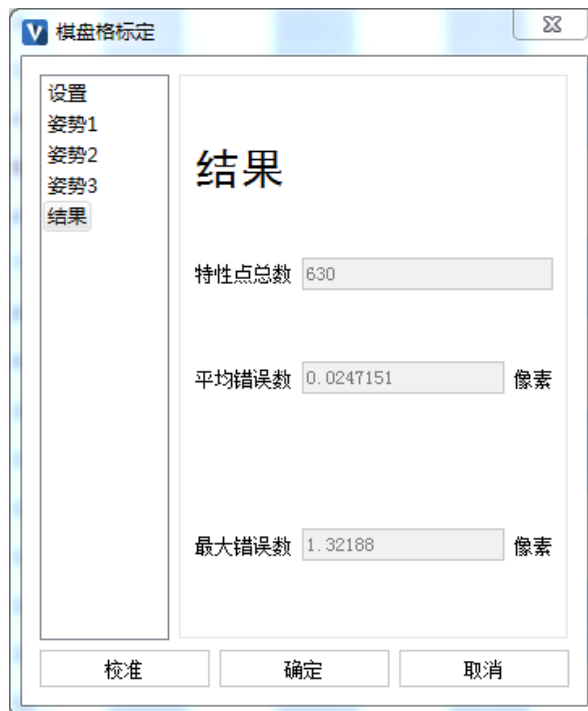 棋盘格标定
设置
姿势1
姿势2
姿势3
结果
结果
特性点总数 630
平均错误数 0.0247151 像素
最大错误数 1.32188 像素
校准 确定 取消